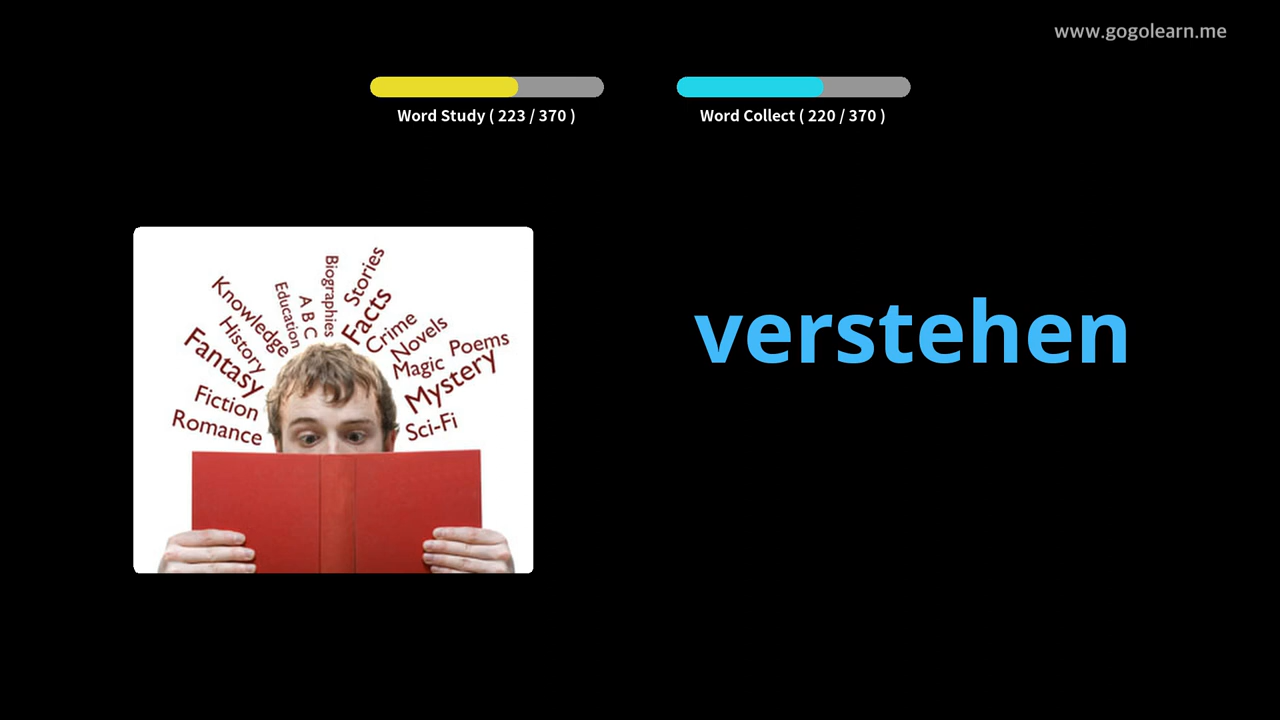 www.gogolearn.me
Word Study ( 223 / 370 )
Word Collect ( 220 / 370 )
verstehen
Biographies
Stories
Education
A B C
Facts
Knowledge
Crime
History
Novels
Fantasy
Magic
Poems
Mystery
Fiction
Romance
Sci-Fi